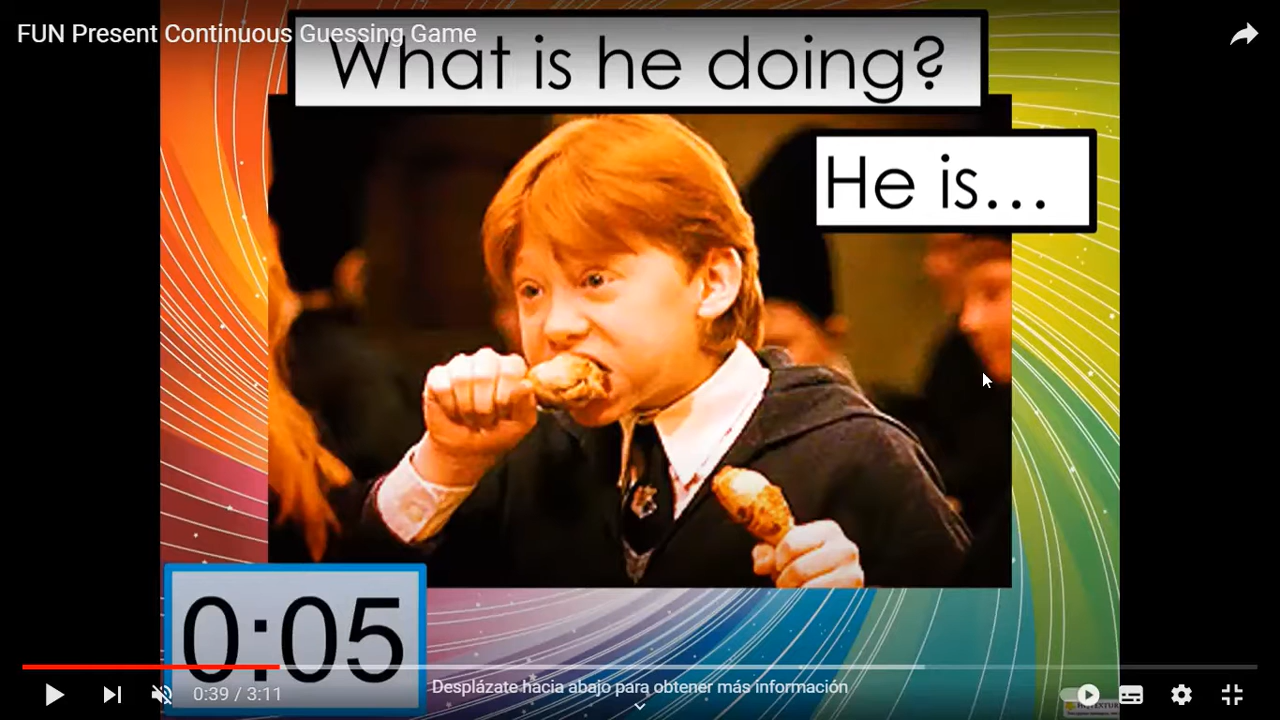 FUN Present Continuous Guessing Game
What is he doing?
He is...
0:05
0:39 / 3:11
Desplázate hacia abajo para obtener más información